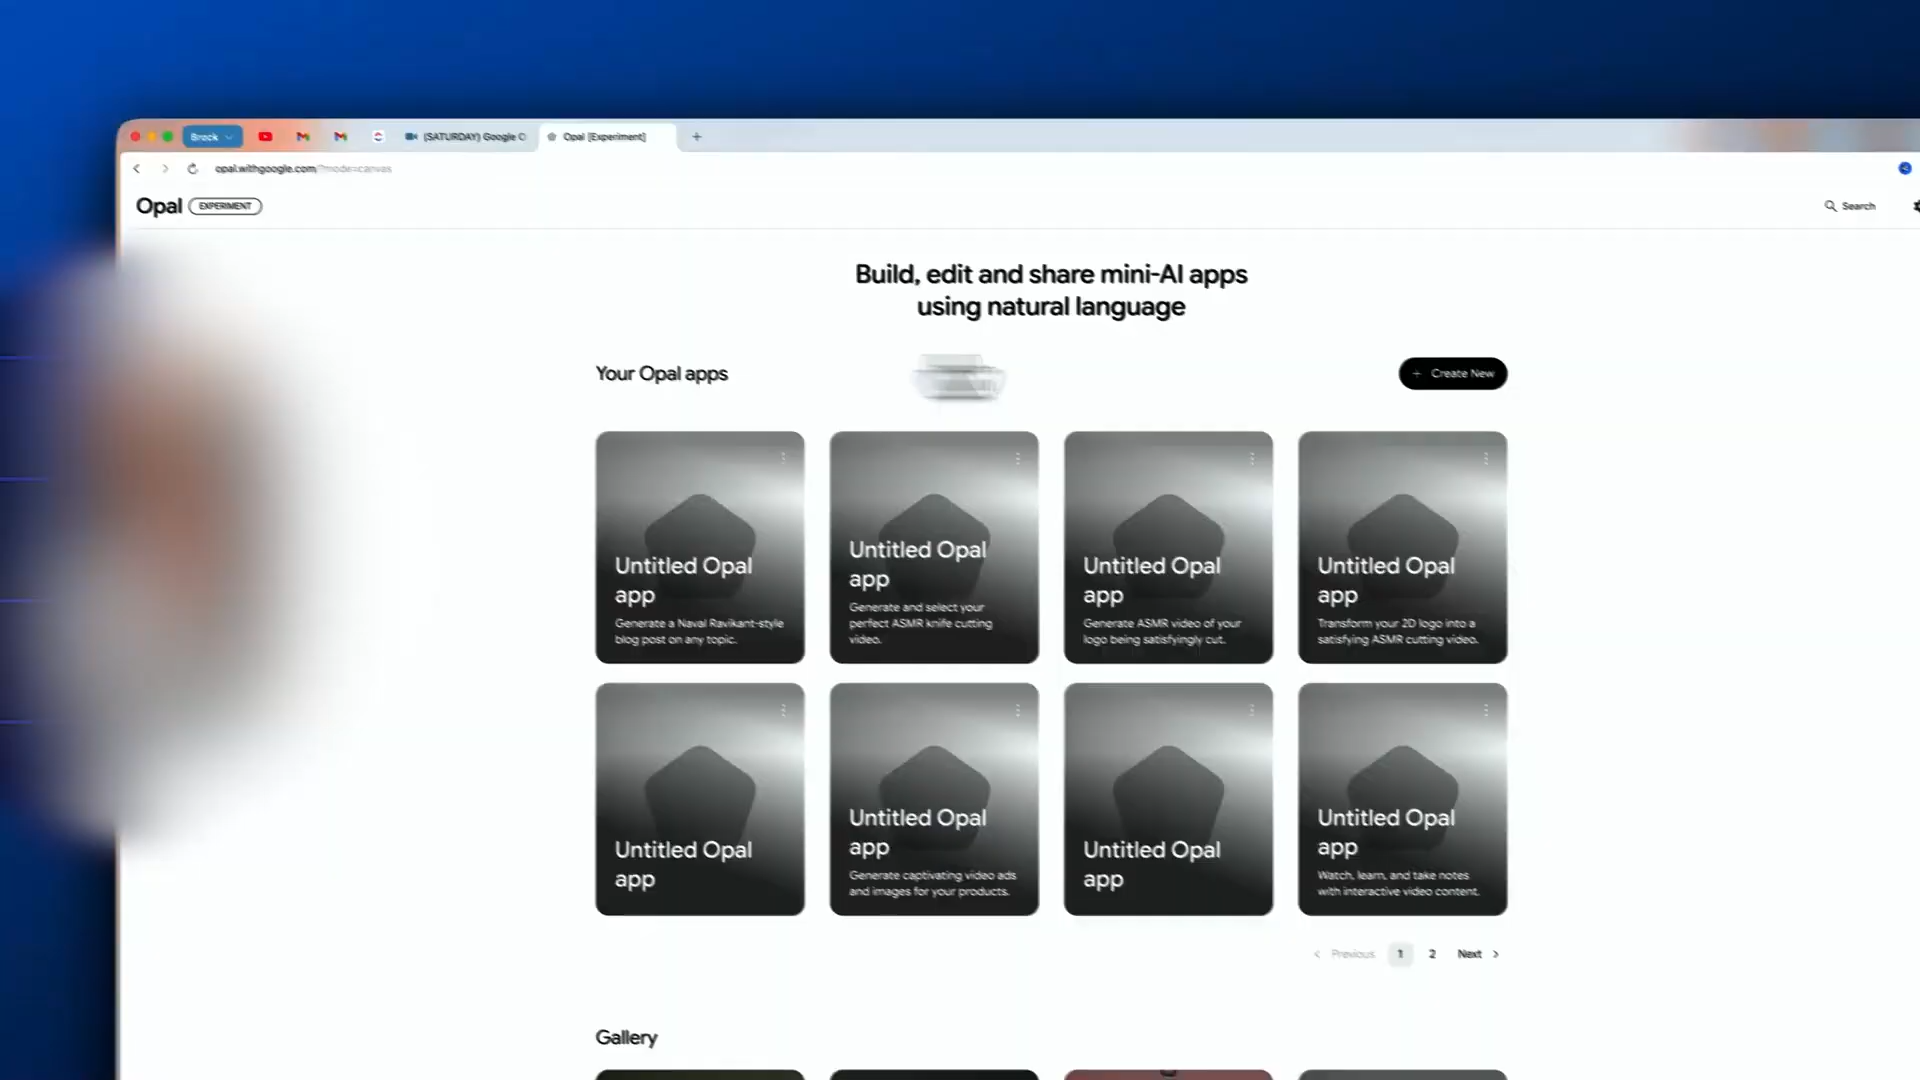 Brock
(SATURDAY) Google C
Opal [Experiment]
opal.withgoogle.com/?mode=canvas
Opal
EXPERIMENT
Search
Build, edit and share mini-AI apps
using natural language
Your Opal apps
Create New
Untitled Opal
app
Generate a Naval Ravikant-style
blog post on any topic.
Untitled Opal
app
Generate and select your
perfect ASMR knife cutting
video.
Untitled Opal
app
Generate ASMR video of your
logo being satisfyingly cut.
Untitled Opal
app
Transform your 2D logo into a
satisfying ASMR cutting video.
Untitled Opal
app
Untitled Opal
app
Generate captivating video ads
and images for your products.
Untitled Opal
app
Untitled Opal
app
Watch, learn, and take notes
with interactive video content.
Previous
1
2
Next
Gallery